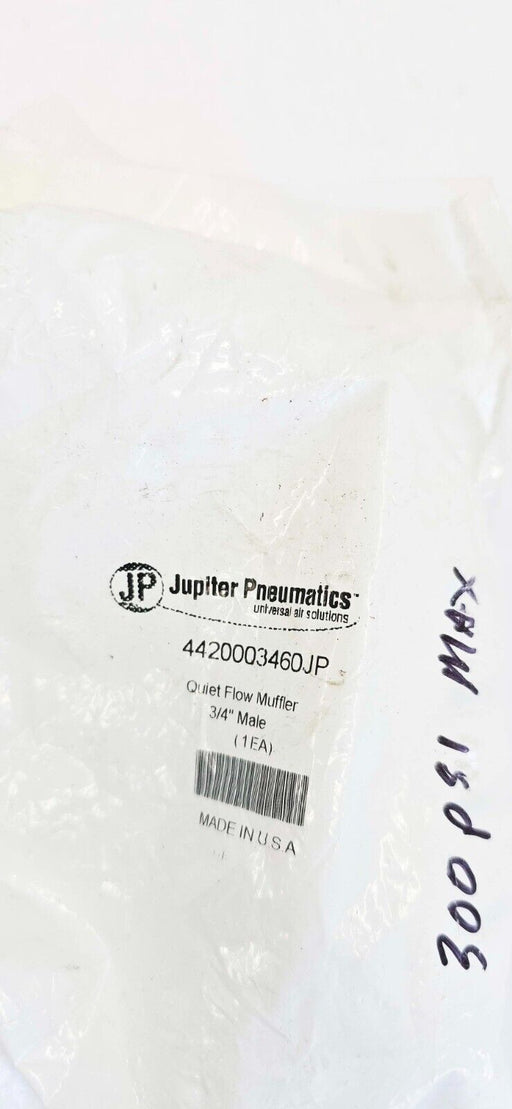 JP Jupiter Pneumatics™
universal air solutions
4420003460JP
Quiet Flow Muffler
3/4" Male
(1EA)
MADE IN U.S.A
300 PSI MAX